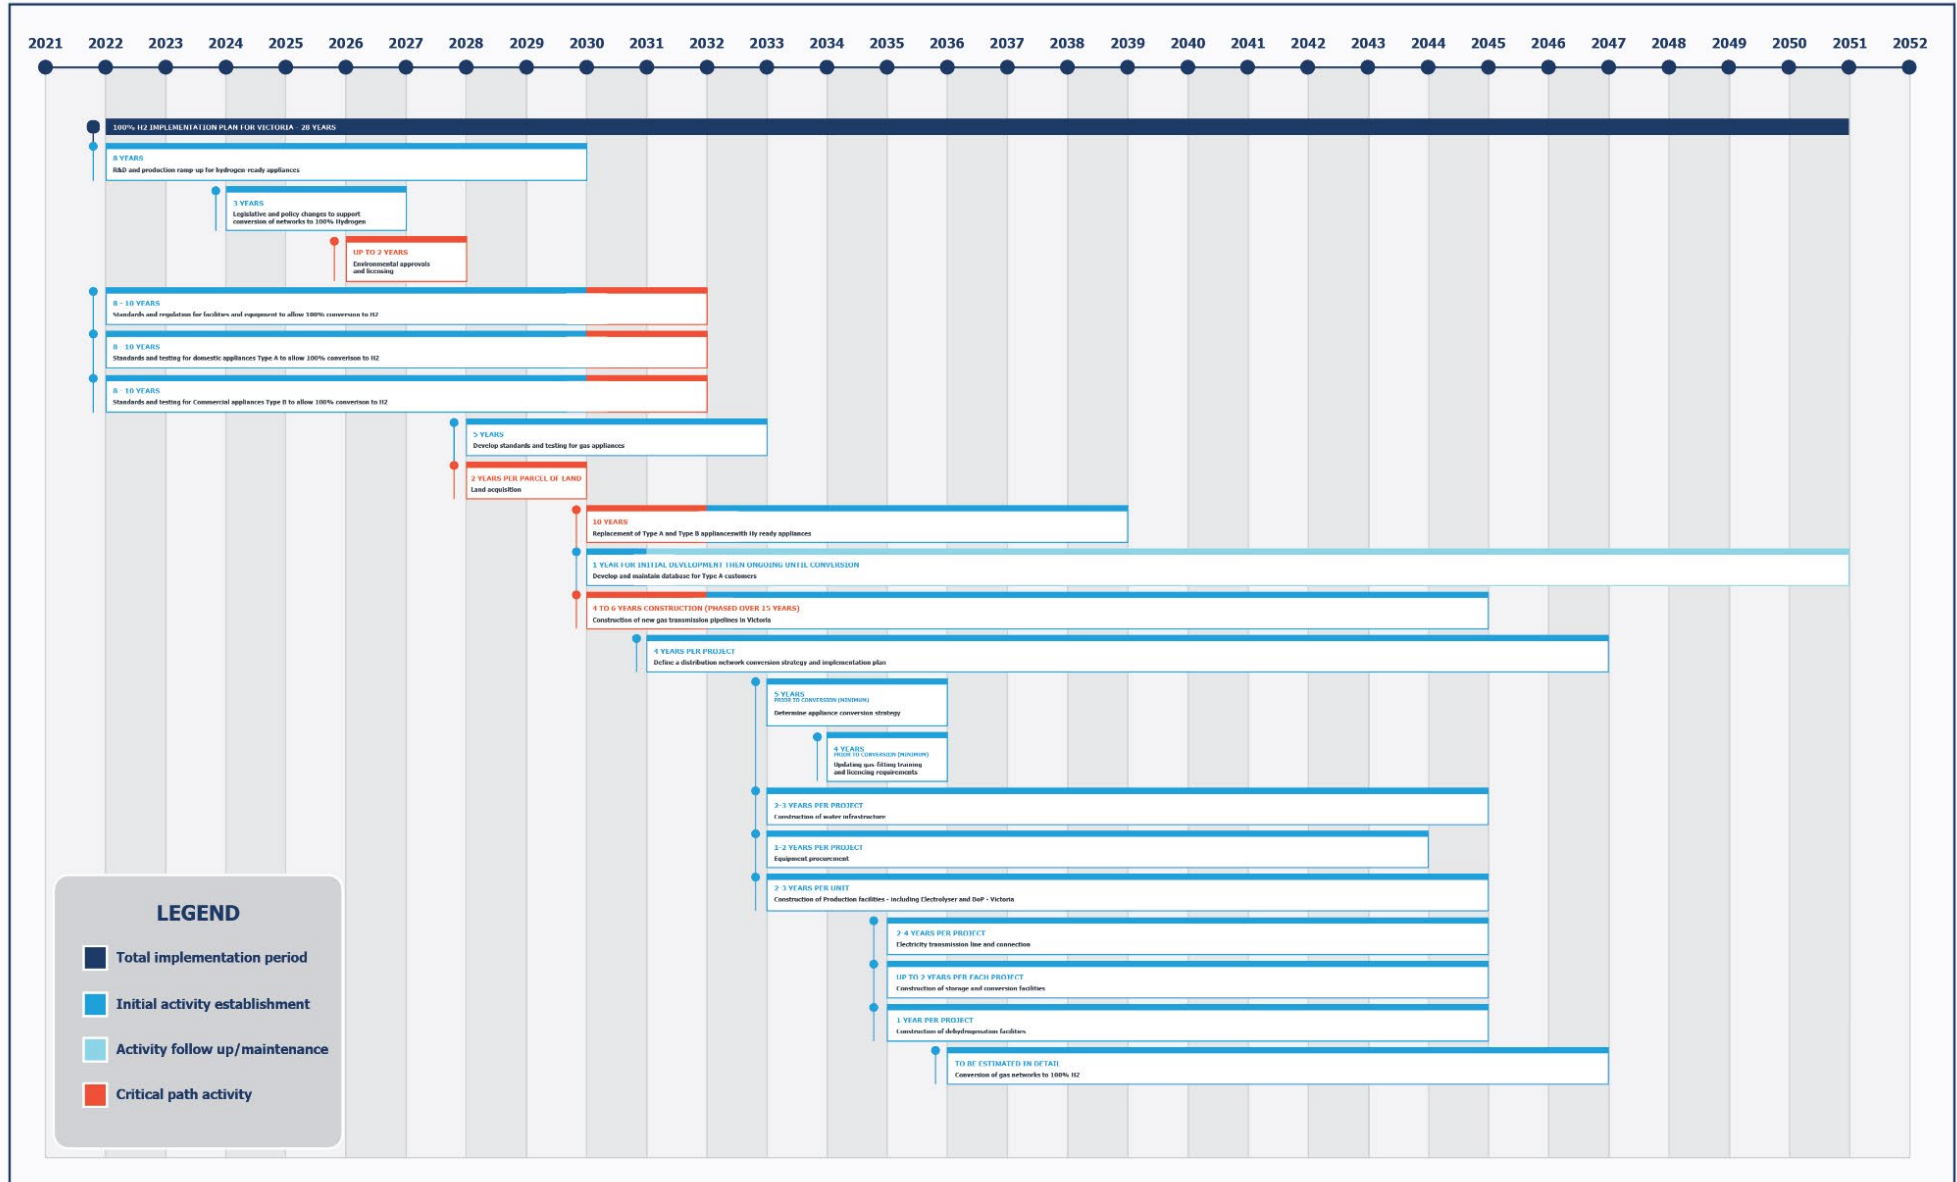 2021 2022 2023 2024 2025 2026 2027 2028 2029 2030 2031 2032 2033 2034 2035 2036 2037 2038 2039 2040 2041 2042 2043 2044 2045 2046 2047 2048 2049 2050 2051 2052
100% H2 IMPLEMENTATION PLAN FOR VICTORIA - 28 YEARS
8 YEARS
R&D and production ramp-up for hydrogen-ready appliances
3 YEARS
Legislative and policy changes to support
conversion of networks to 100% Hydrogen
UP TO 2 YEARS
Environmental approvals
and licensing
8 - 10 YEARS
Standards and regulation for facilities and equipment to allow 100% conversion to H2
8 - 10 YEARS
Standards and testing for domestic appliances Type A to allow 100% converison to H2
8 - 10 YEARS
Standards and testing for Commercial appliances Type B to allow 100% converison to H2
5 YEARS
Develop standards and testing for gas appliances
2 YEARS PER PARCEL OF LAND
Land acquisition
10 YEARS
Replacement of Type A and Type B applianceswith Hy ready appliances
1 YEAR FOR INITIAL DEVELOPMENT THEN ONGOING UNTIL CONVERSION
Develop and maintain database for Type A customers
4 TO 6 YEARS CONSTRUCTION (PHASED OVER 15 YEARS)
Construction of new gas transmission pipelines in Victoria
4 YEARS PER PROJECT
Define a distribution network conversion strategy and implementation plan
5 YEARS
PRIOR TO CONVERSION (MINIMUM)
Determine appliance conversion strategy
4 YEARS
PRIOR TO CONVERSION (MINIMUM)
Updating gas-fitting training
and licencing requirements
2-3 YEARS PER PROJECT
Construction of water infrastructure
1-2 YEARS PER PROJECT
Equipment procurement
2-3 YEARS PER UNIT
Construction of Production facilities - including Electrolyser and BoP - Victoria
2-4 YEARS PER PROJECT
Electricity transmission line and connection
UP TO 2 YEARS PER EACH PROJECT
Construction of storage and conversion facilities
1 YEAR PER PROJECT
Construction of dehydrogenation facilities
TO BE ESTIMATED IN DETAIL
Conversion of gas networks to 100% H2
LEGEND
Total implementation period
Initial activity establishment
Activity follow up/maintenance
Critical path activity